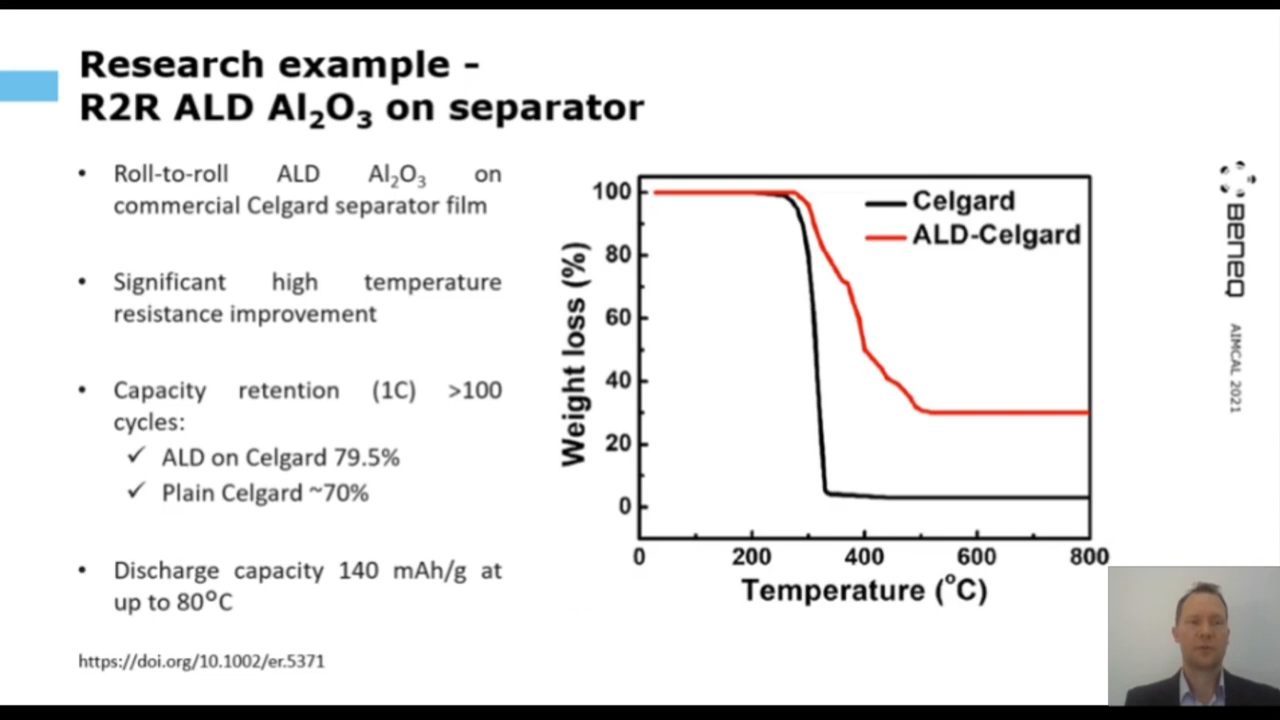 Research example -
R2R ALD Al₂O₃ on separator
• Roll-to-roll ALD Al₂O₃ on
commercial Celgard separator film
• Significant high temperature
resistance improvement
• Capacity retention (1C) >100
cycles:
✓ ALD on Celgard 79.5%
✓ Plain Celgard ~70%
• Discharge capacity 140 mAh/g at
up to 80°C
https://doi.org/10.1002/er.5371
Weight loss (%)
100
80
60
40
20
0
Celgard
ALD-Celgard
0 200 400 600 800
Temperature (°C)
BENEQ
AIMCAL 2021